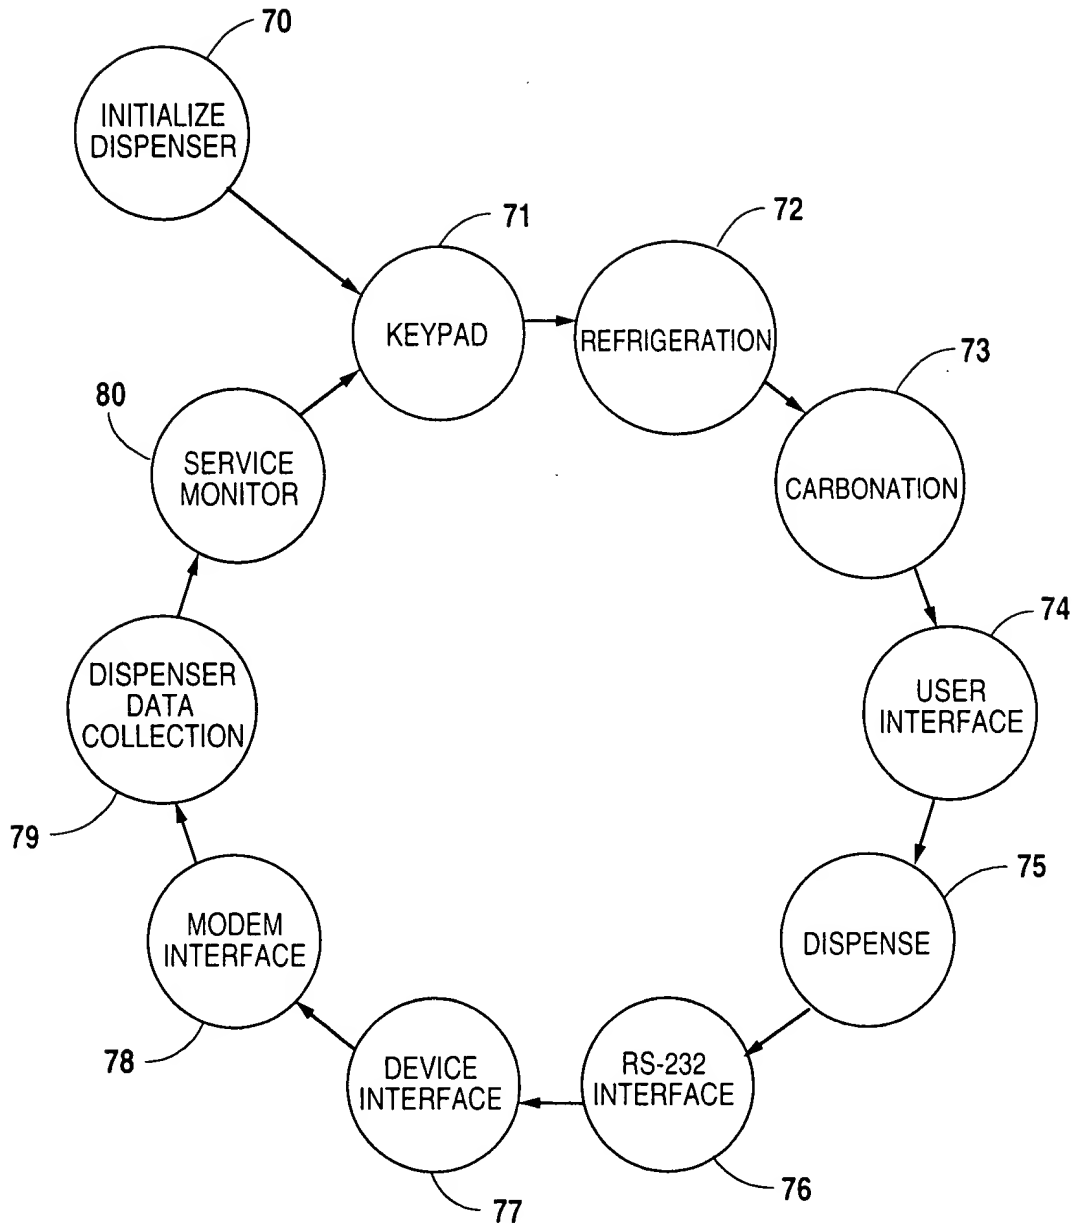 70
INITIALIZE
DISPENSER
71
KEYPAD
72
REFRIGERATION
73
CARBONATION
74
USER
INTERFACE
75
DISPENSE
76
RS-232
INTERFACE
77
DEVICE
INTERFACE
78
MODEM
INTERFACE
79
DISPENSER
DATA
COLLECTION
80
SERVICE
MONITOR